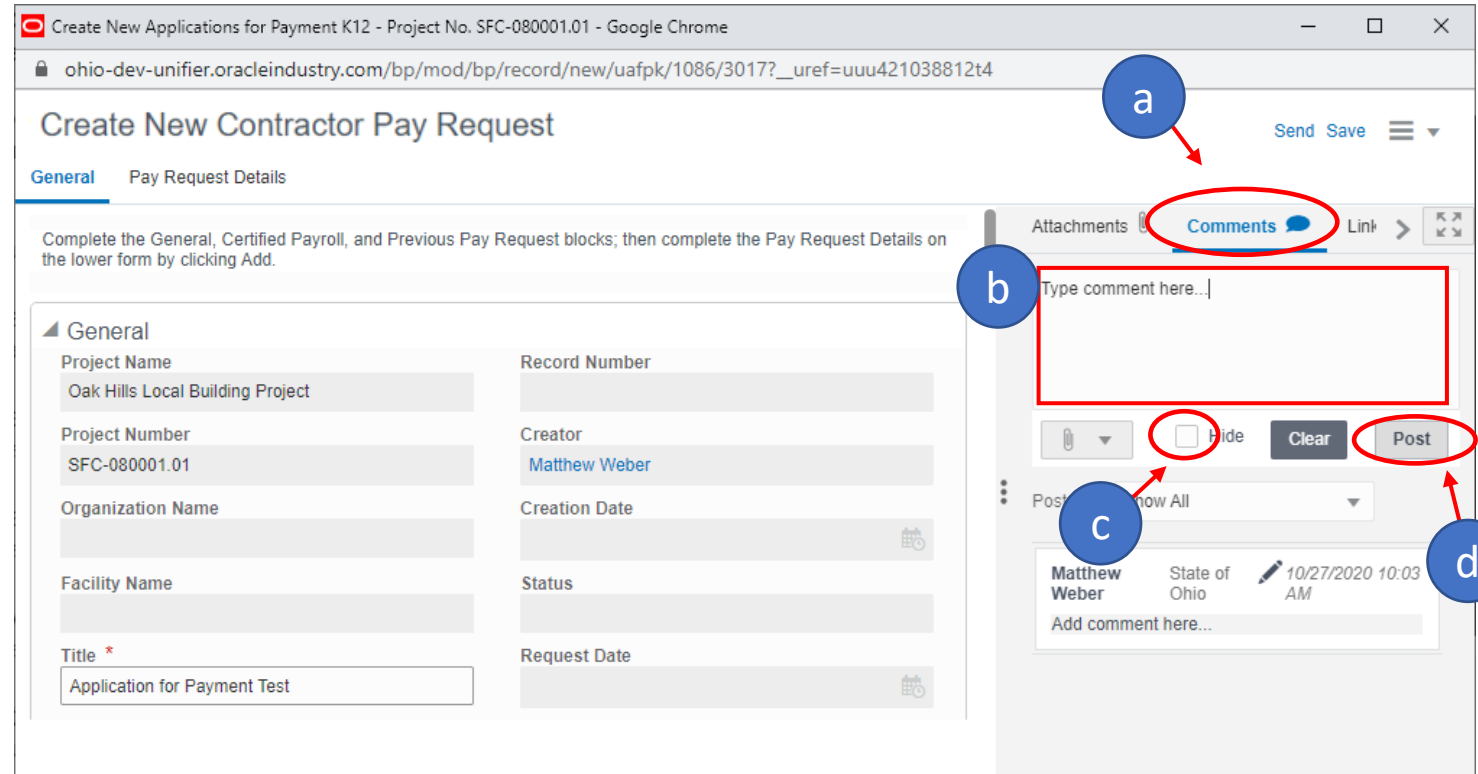 Create New Applications for Payment K12 - Project No. SFC-080001.01 - Google Chrome
ohio-dev-unifier.oracleindustry.com/bp/mod/bp/record/new/uafpk/1086/3017?__uref=uuu421038812t4
a
Create New Contractor Pay Request
Send Save
General Pay Request Details
Attachments Comments Link
Complete the General, Certified Payroll, and Previous Pay Request blocks; then complete the Pay Request Details on
the lower form by clicking Add.
b
Type comment here...
General
Project Name Record Number
Oak Hills Local Building Project
Project Number Creator
SFC-080001.01 Matthew Weber
Hide Clear Post
Organization Name Creation Date
All
c
d
Facility Name Status
Matthew Weber State of Ohio 10/27/2020 10:03 AM
Add comment here...
Title * Request Date
Application for Payment Test